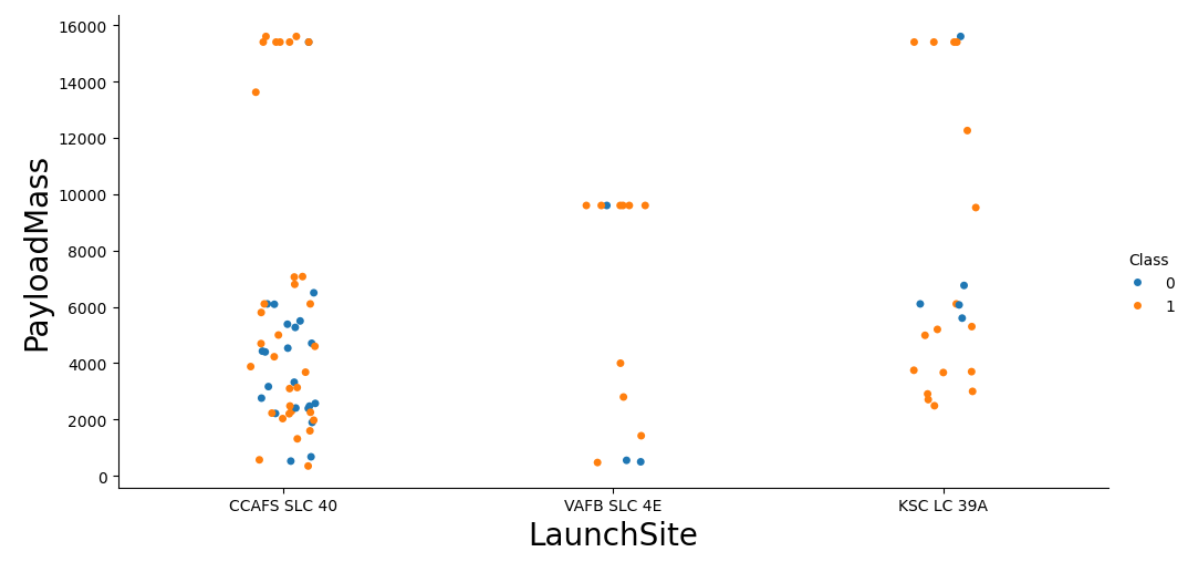 PayloadMass
16000
14000
12000
10000
8000
6000
4000
2000
0
CCAFS SLC 40
VAFB SLC 4E
KSC LC 39A
LaunchSite
Class
0
1